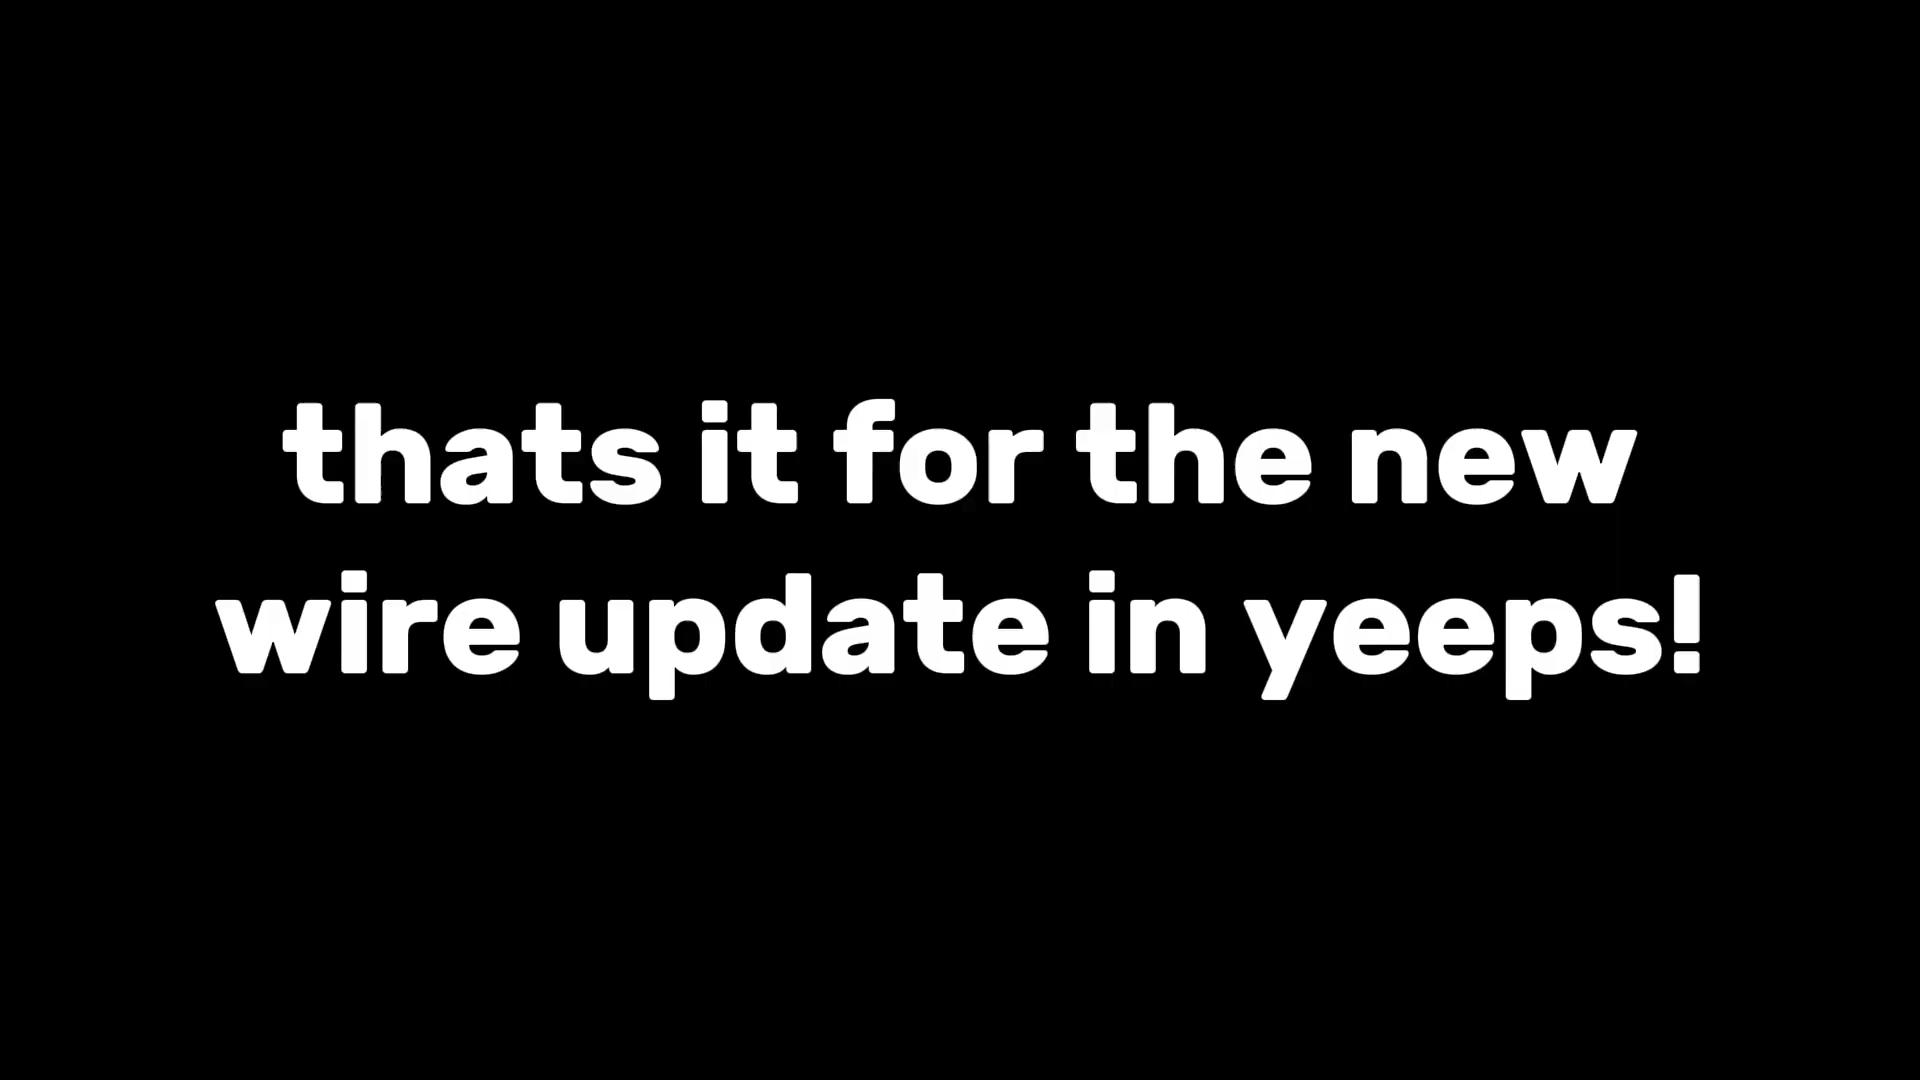 thats it for the new
wire update in yeeps!